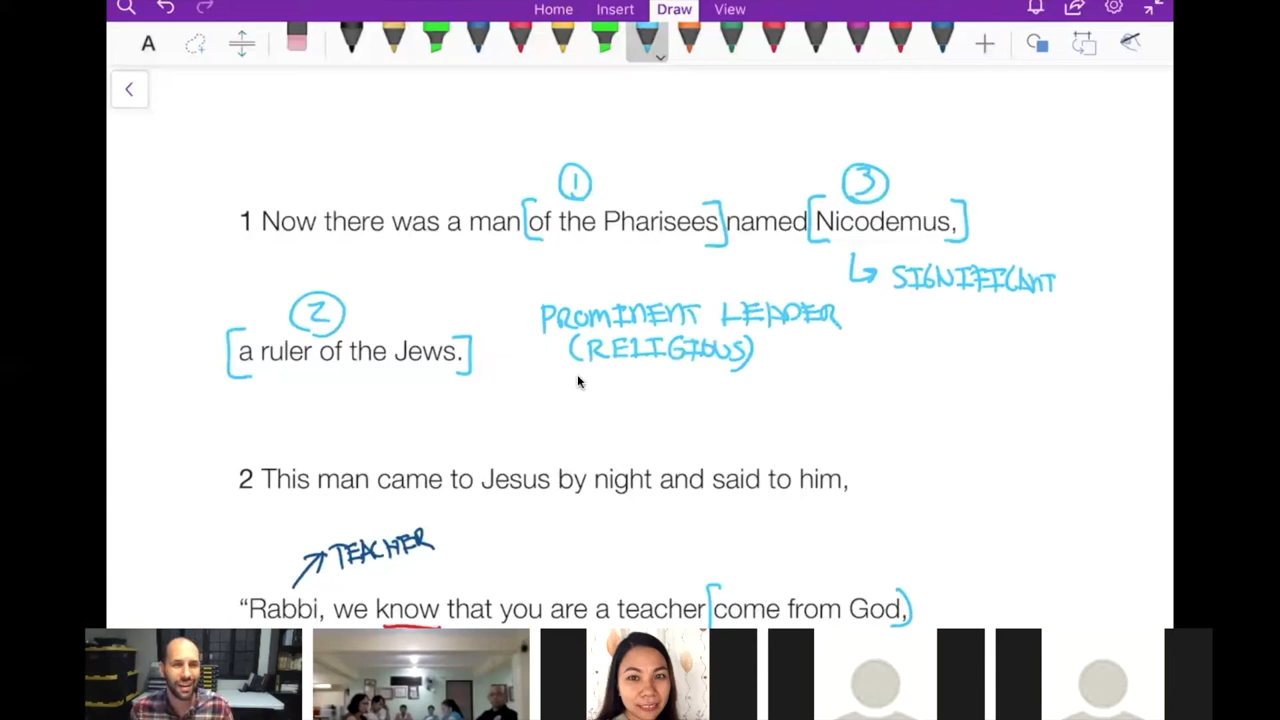 Home Insert Draw View
A
1 3
1 Now there was a man [of the Pharisees] named [Nicodemus,]
↳ SIGNIFICANT
2 PROMINENT LEADER
[a ruler of the Jews.] (RELIGIOUS)
2 This man came to Jesus by night and said to him,
TEACHER
“Rabbi, we know that you are a teacher [come from God,)